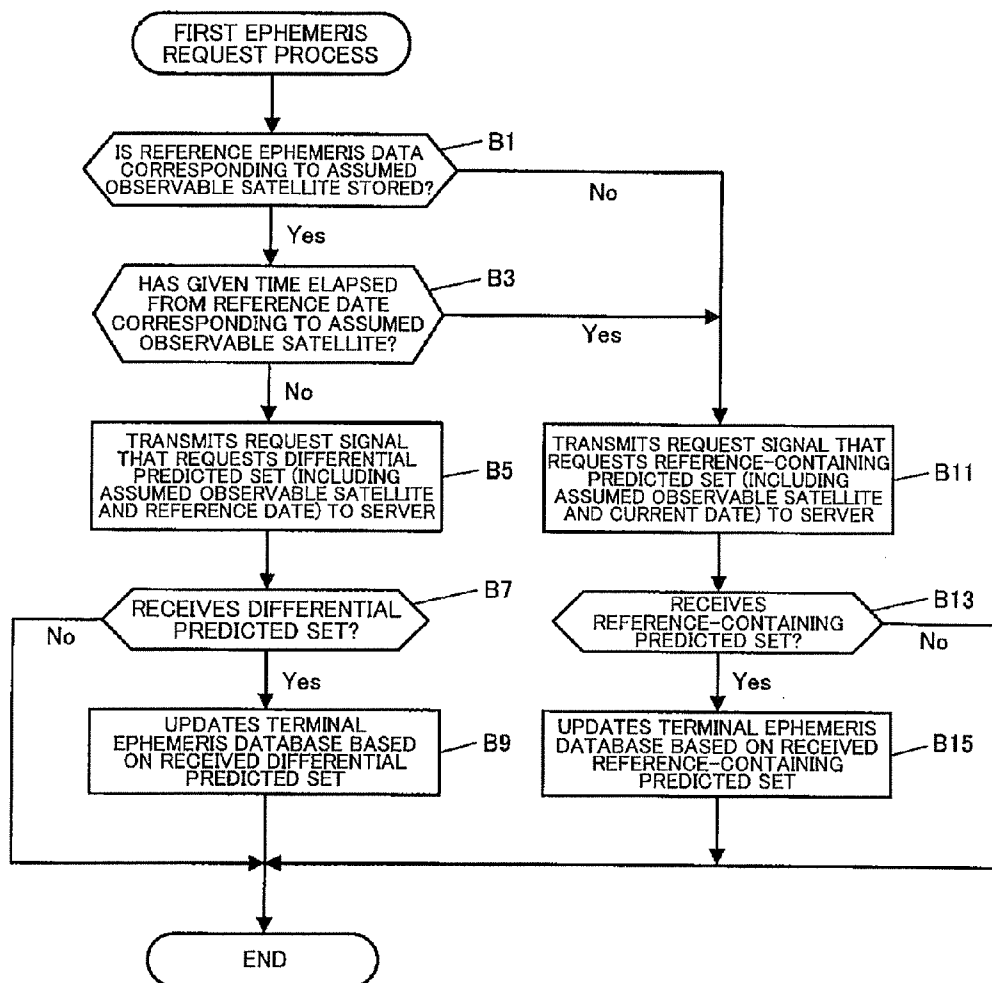 FIRST EPHEMERIS
REQUEST PROCESS
IS REFERENCE EPHEMERIS DATA
CORRESPONDING TO ASSUMED
OBSERVABLE SATELLITE STORED?
B1
No
Yes
HAS GIVEN TIME ELAPSED
FROM REFERENCE DATE
CORRESPONDING TO ASSUMED
OBSERVABLE SATELLITE?
B3
Yes
No
TRANSMITS REQUEST SIGNAL
THAT REQUESTS DIFFERENTIAL
PREDICTED SET (INCLUDING
ASSUMED OBSERVABLE SATELLITE
AND REFERENCE DATE) TO SERVER
B5
TRANSMITS REQUEST SIGNAL THAT
REQUESTS REFERENCE-CONTAINING
PREDICTED SET (INCLUDING
ASSUMED OBSERVABLE SATELLITE
AND CURRENT DATE) TO SERVER
B11
RECEIVES DIFFERENTIAL
PREDICTED SET?
B7
No
Yes
RECEIVES
REFERENCE-CONTAINING
PREDICTED SET?
B13
No
Yes
UPDATES TERMINAL
EPHEMERIS DATABASE BASED
ON RECEIVED DIFFERENTIAL
PREDICTED SET
B9
UPDATES TERMINAL EPHEMERIS
DATABASE BASED ON RECEIVED
REFERENCE-CONTAINING
PREDICTED SET
B15
END